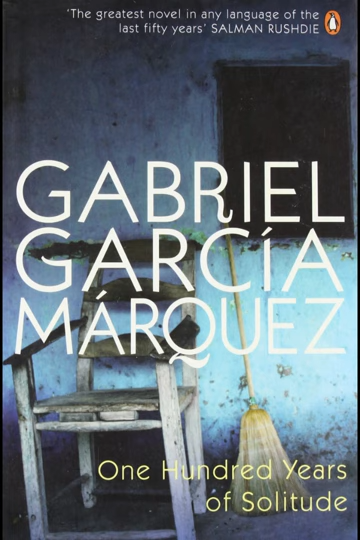 'The greatest novel in any language of the
last fifty years' SALMAN RUSHDIE
GABRIEL
GARCÍA
MÁRQUEZ
One Hundred Years
of Solitude